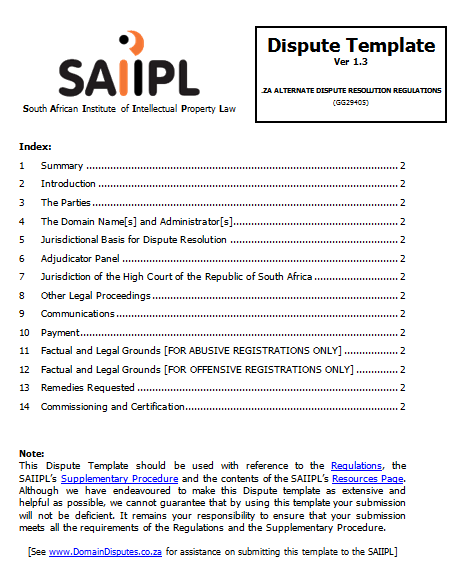 SAIIPL
South African Institute of Intellectual Property Law
Dispute Template
Ver 1.3
.ZA ALTERNATE DISPUTE RESOLUTION REGULATIONS
(GG29405)
Index:
1 Summary ........................................ 2
2 Introduction ........................................ 2
3 The Parties........................................ 2
4 The Domain Name[s] and Administrator[s]........................................ 2
5 Jurisdictional Basis for Dispute Resolution ........................................ 2
6 Adjudicator Panel ........................................ 2
7 Jurisdiction of the High Court of the Republic of South Africa ........................ 2
8 Other Legal Proceedings........................................ 2
9 Communications ........................................ 2
10 Payment........................................ 2
11 Factual and Legal Grounds [FOR ABUSIVE REGISTRATIONS ONLY] ............... 2
12 Factual and Legal Grounds [FOR OFFENSIVE REGISTRATIONS ONLY] ............ 2
13 Remedies Requested ........................................ 2
14 Commissioning and Certification........................................ 2
Note:
This Dispute Template should be used with reference to the Regulations, the
SAIIPL's Supplementary Procedure and the contents of the SAIIPL's Resources Page.
Although we have endeavoured to make this Dispute template as extensive and
helpful as possible, we cannot guarantee that by using this template your submission
will not be deficient. It remains your responsibility to ensure that your submission
meets all the requirements of the Regulations and the Supplementary Procedure.
[See www.DomainDisputes.co.za for assistance on submitting this template to the SAIIPL]